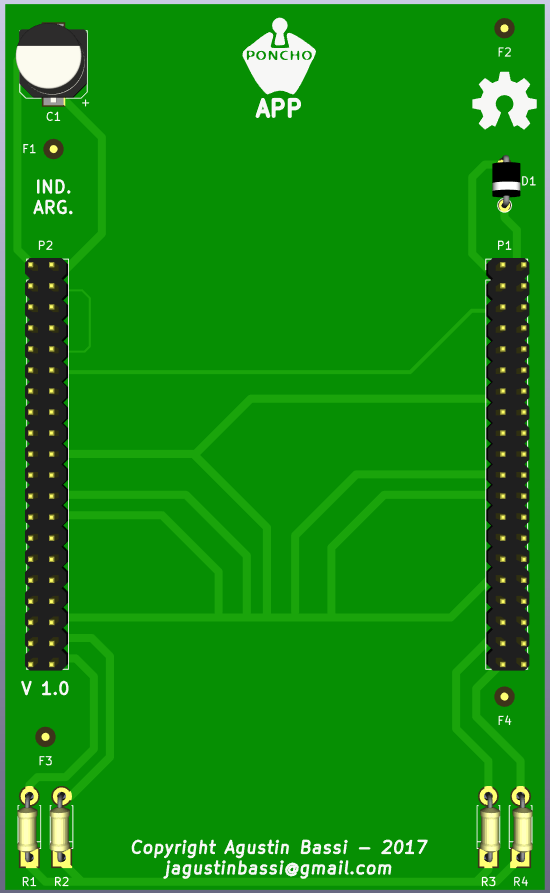 PONCHO
APP
F2
+
C1
F1
IND.
ARG.
D1
P2
P1
V 1.0
F4
F3
Copyright Agustin Bassi - 2017
jagustinbassi@gmail.com
R1
R2
R3
R4